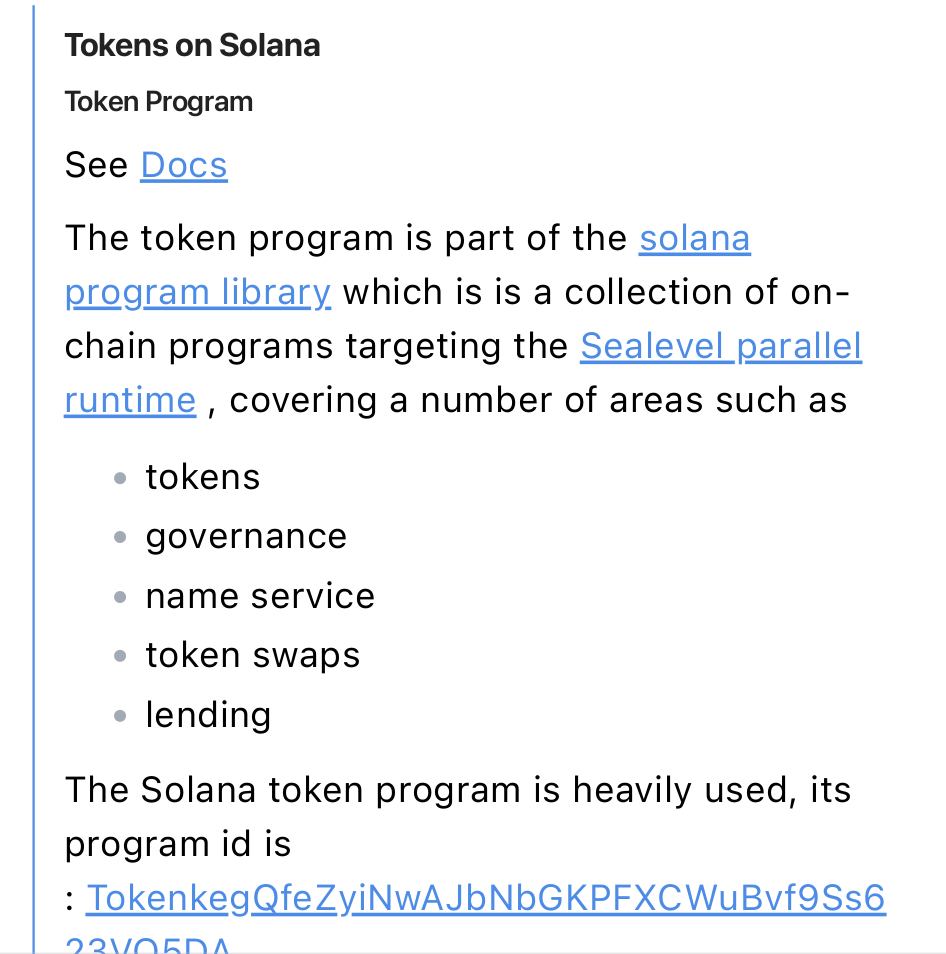 Tokens on Solana
Token Program
See Docs
The token program is part of the solana
program library which is is a collection of on-
chain programs targeting the Sealevel parallel
runtime , covering a number of areas such as
tokens
governance
name service
token swaps
lending
The Solana token program is heavily used, its
program id is
: TokenkegQfeZyiNwAJbNbGKPFXCWuBvf9Ss6
23VQ5DA